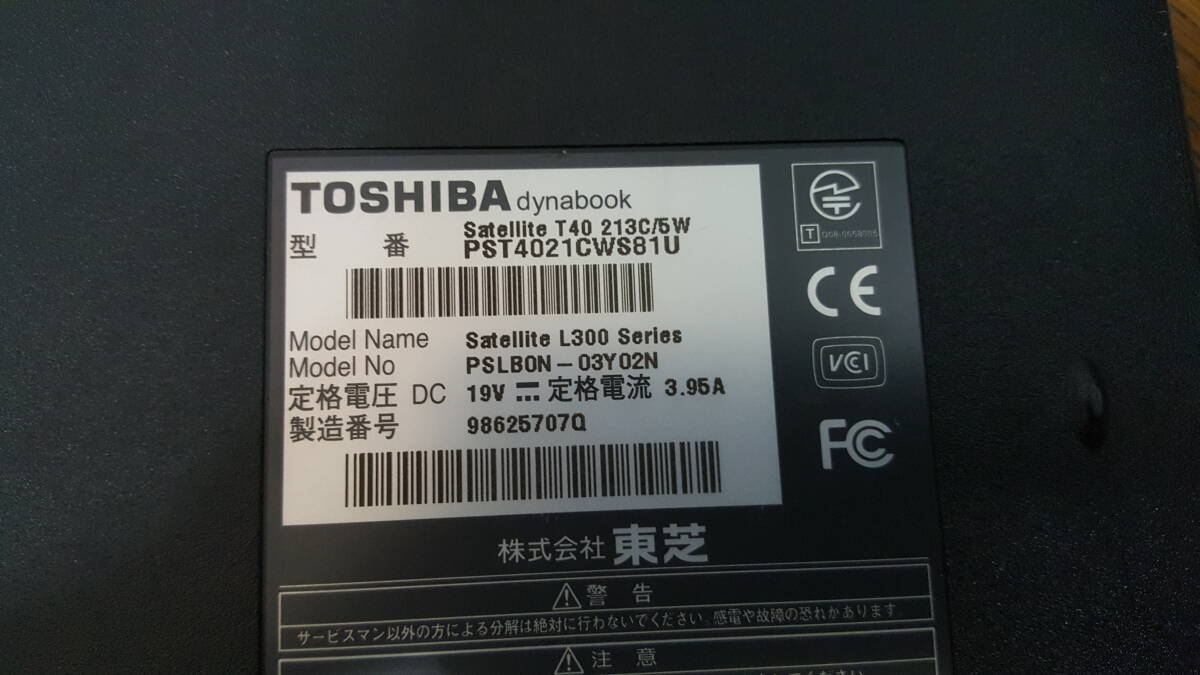 TOSHIBA dynabook
Satellite T40 213C/5W
型番 PST4021CWS81U
Model Name Satellite L300 Series
Model No PSLB0N-03Y02N
定格電圧 DC 19V 定格電流 3.95A
製造番号 98625707Q
T
CE
VCI
FC
株式会社 東芝
警告
サービスマン以外の方による分解は絶対に行わないでください.感電や故障の恐れがあります.
注意
ください